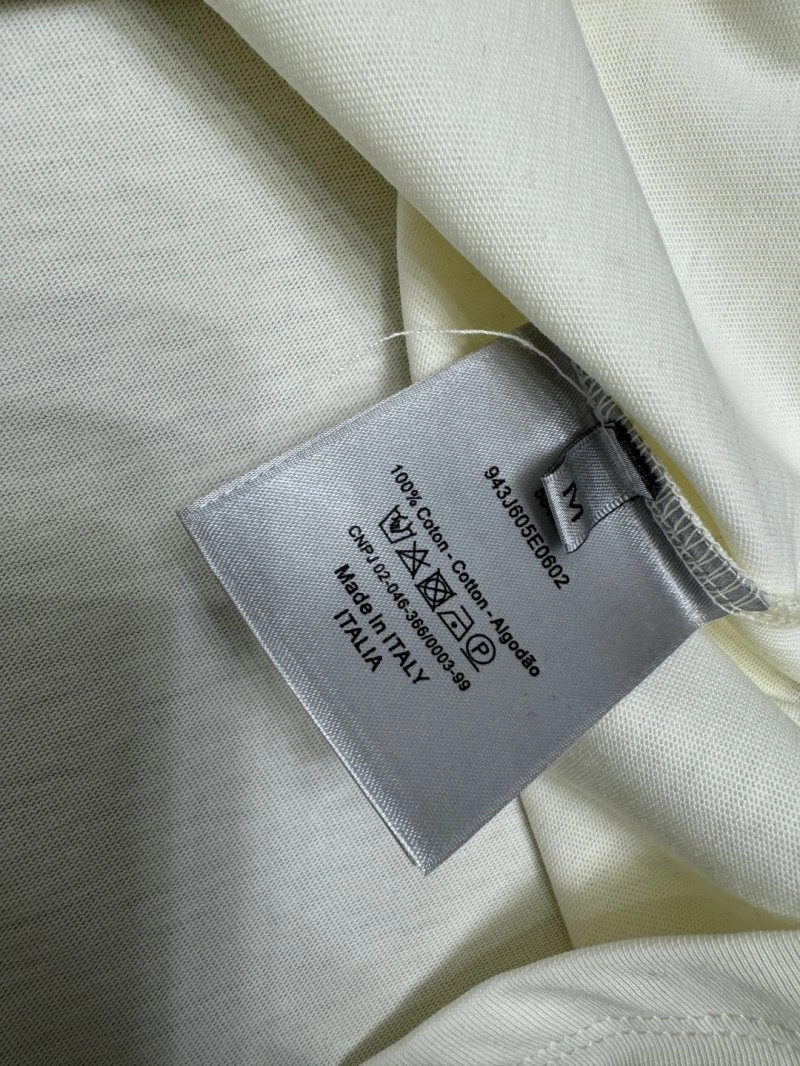 943J605E0602
M
100% Coton - Cotton - Algodão
P
CNPJ 02-046-366/0003-99
Made In ITALY
ITALIA